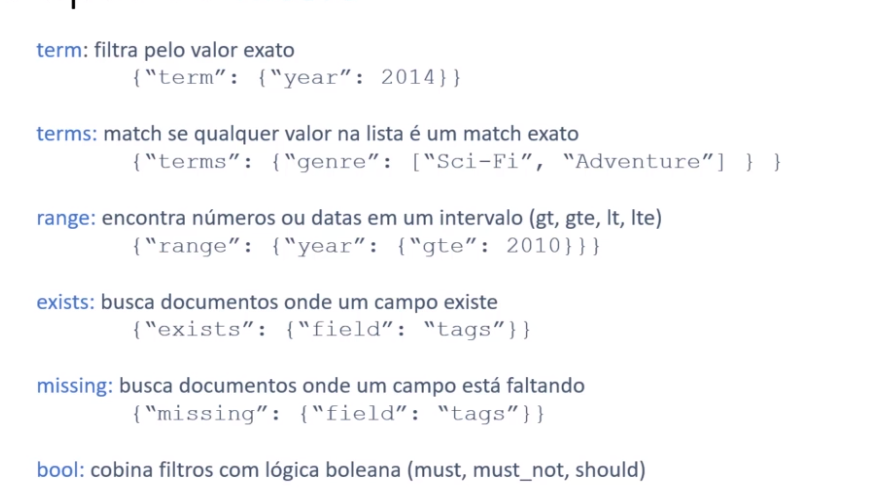 term: filtra pelo valor exato
{“term”: {“year”: 2014}}
terms: match se qualquer valor na lista é um match exato
{“terms”: {“genre”: [“Sci-Fi”, “Adventure”] } }
range: encontra números ou datas em um intervalo (gt, gte, lt, lte)
{“range”: {“year”: {“gte”: 2010}}}
exists: busca documentos onde um campo existe
{“exists”: {“field”: “tags”}}
missing: busca documentos onde um campo está faltando
{“missing”: {“field”: “tags”}}
bool: cobina filtros com lógica boleana (must, must_not, should)